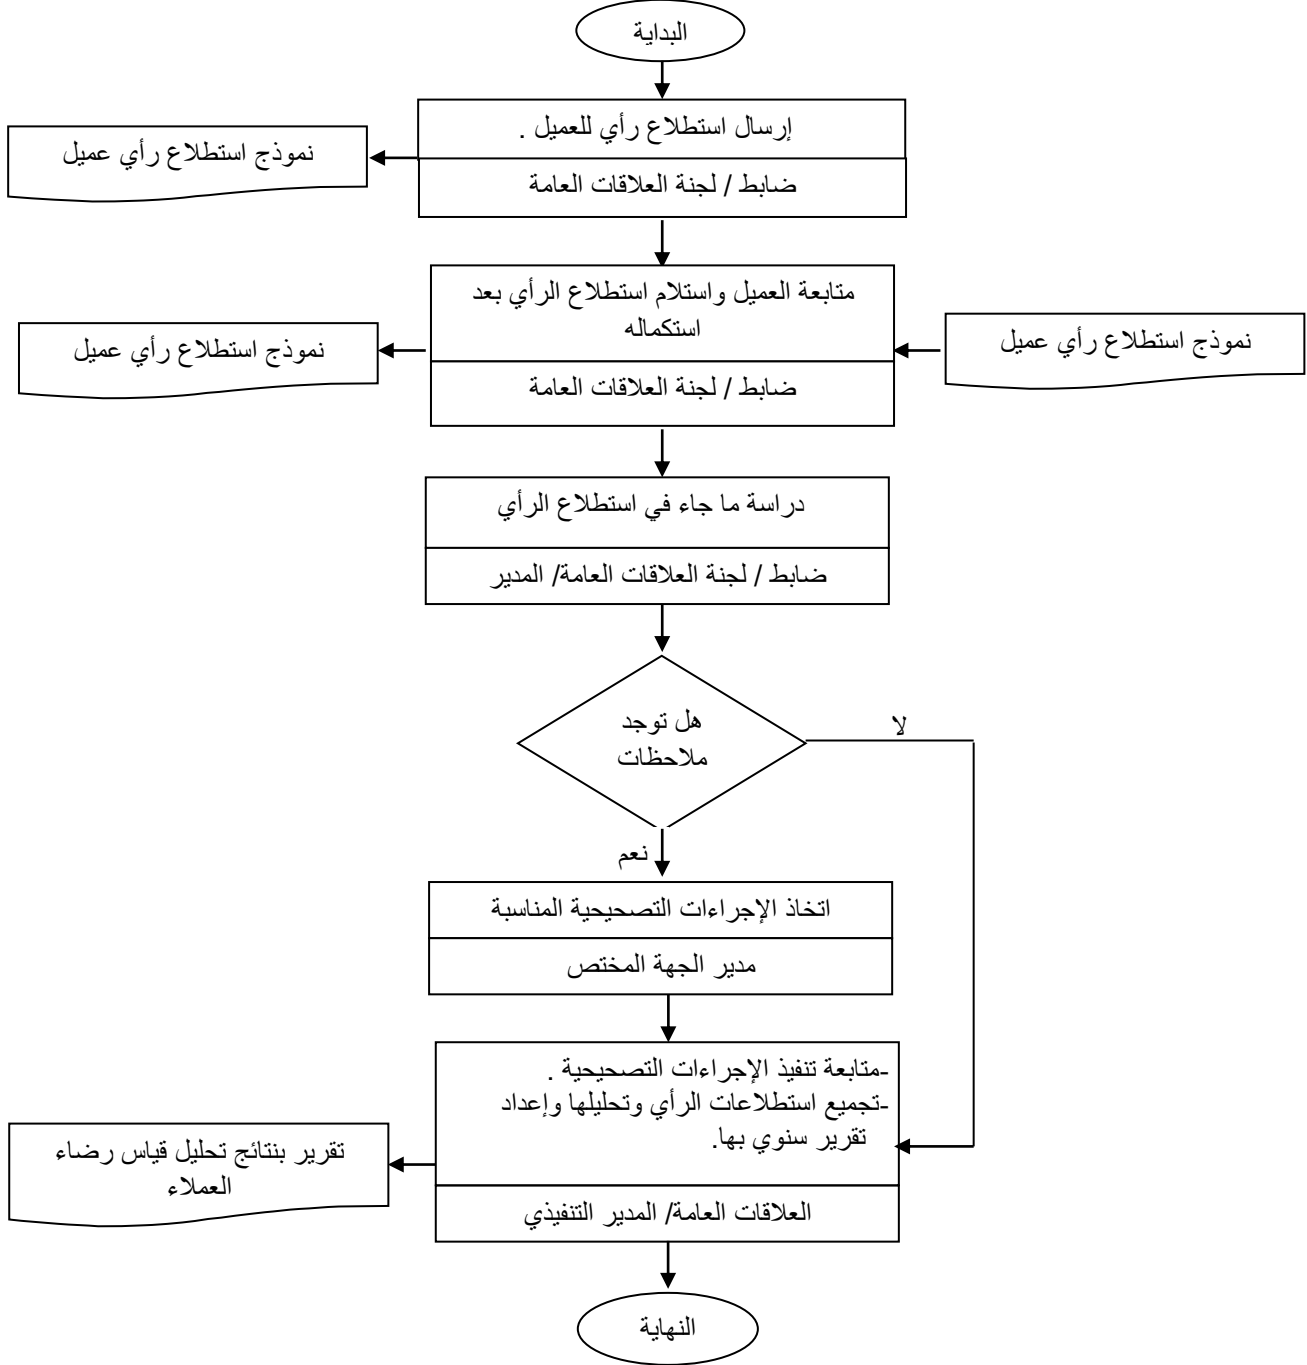 البداية
إرسال استطلاع رأي للعميل .
ضابط / لجنة العلاقات العامة
نموذج استطلاع رأي عميل
متابعة العميل واستلام استطلاع الرأي بعد
استكماله
ضابط / لجنة العلاقات العامة
نموذج استطلاع رأي عميل
نموذج استطلاع رأي عميل
دراسة ما جاء في استطلاع الرأي
ضابط / لجنة العلاقات العامة/ المدير
هل توجد
ملاحظات
لا
نعم
اتخاذ الإجراءات التصحيحية المناسبة
مدير الجهة المختص
-متابعة تنفيذ الإجراءات التصحيحية .
-تجميع استطلاعات الرأي وتحليلها وإعداد
تقرير سنوي بها.
العلاقات العامة/ المدير التنفيذي
تقرير بنتائج تحليل قياس رضاء
العملاء
النهاية